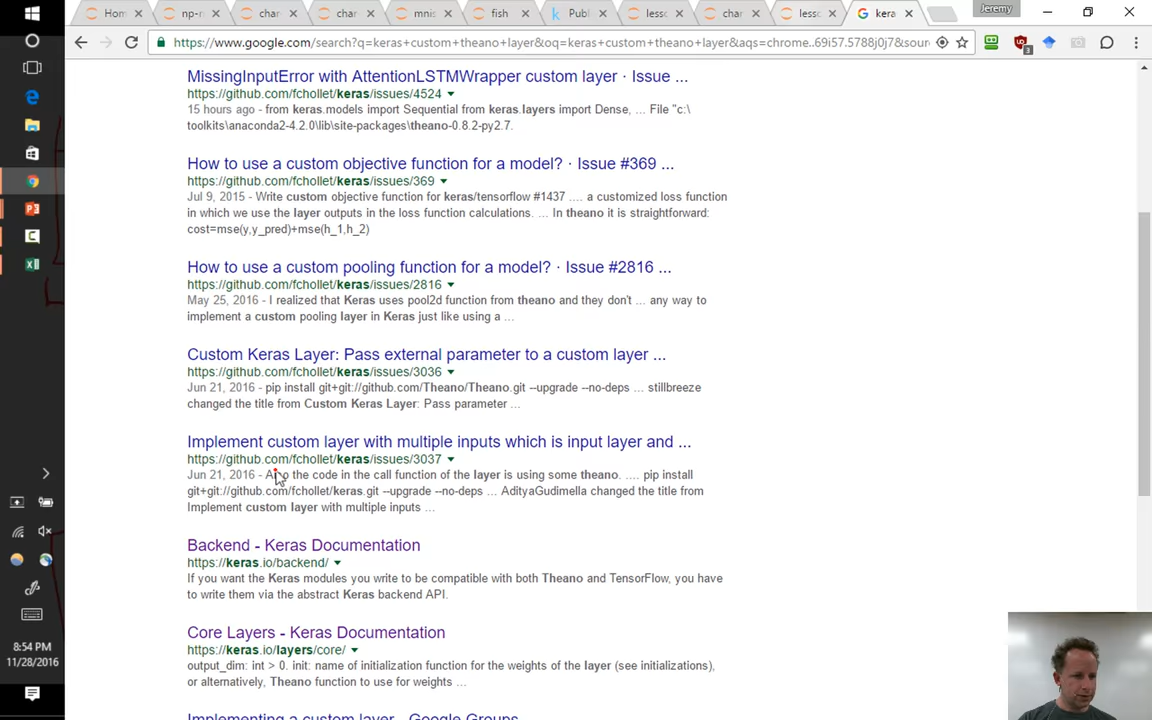 Hom
np-r
char
char
mnis
fish
Publ
lesso
char
lesso
kera
Jeremy
https://www.google.com/search?q=keras+custom+theano+layer&oq=keras+custom+theano+layer&aqs=chrome..69i57.5788j0j7&sour
3
MissingInputError with AttentionLSTMWrapper custom layer · Issue ...
https://github.com/fchollet/keras/issues/4524
15 hours ago - from keras.models import Sequential from keras.layers import Dense, ... File "c:\
toolkits\anaconda2-4.2.0\lib\site-packages\theano-0.8.2-py2.7.
How to use a custom objective function for a model? · Issue #369 ...
https://github.com/fchollet/keras/issues/369
Jul 9, 2015 - Write custom objective function for keras/tensorflow #1437 .... a customized loss function
in which we use the layer outputs in the loss function calculations. ... In theano it is straightforward:
cost=mse(y,y_pred)+mse(h_1,h_2)
How to use a custom pooling function for a model? · Issue #2816 ...
https://github.com/fchollet/keras/issues/2816
May 25, 2016 - I realized that Keras uses pool2d function from theano and they don't ... any way to
implement a custom pooling layer in Keras just like using a ...
Custom Keras Layer: Pass external parameter to a custom layer ...
https://github.com/fchollet/keras/issues/3036
Jun 21, 2016 - pip install git+git://github.com/Theano/Theano.git --upgrade --no-deps ... stillbreeze
changed the title from Custom Keras Layer: Pass parameter ...
Implement custom layer with multiple inputs which is input layer and ...
https://github.com/fchollet/keras/issues/3037
Jun 21, 2016 - the code in the call function of the layer is using some theano. .... pip install
git+git://github.com/fchollet/keras.git --upgrade --no-deps ... AdityaGudimella changed the title from
Implement custom layer with multiple inputs ...
Backend - Keras Documentation
https://keras.io/backend/
If you want the Keras modules you write to be compatible with both Theano and TensorFlow, you have
to write them via the abstract Keras backend API.
Core Layers - Keras Documentation
https://keras.io/layers/core/
output_dim: int > 0. init: name of initialization function for the weights of the layer (see initializations),
or alternatively, Theano function to use for weights ...
Implementing a custom layer - Google Groups
8:54 PM
11/28/2016